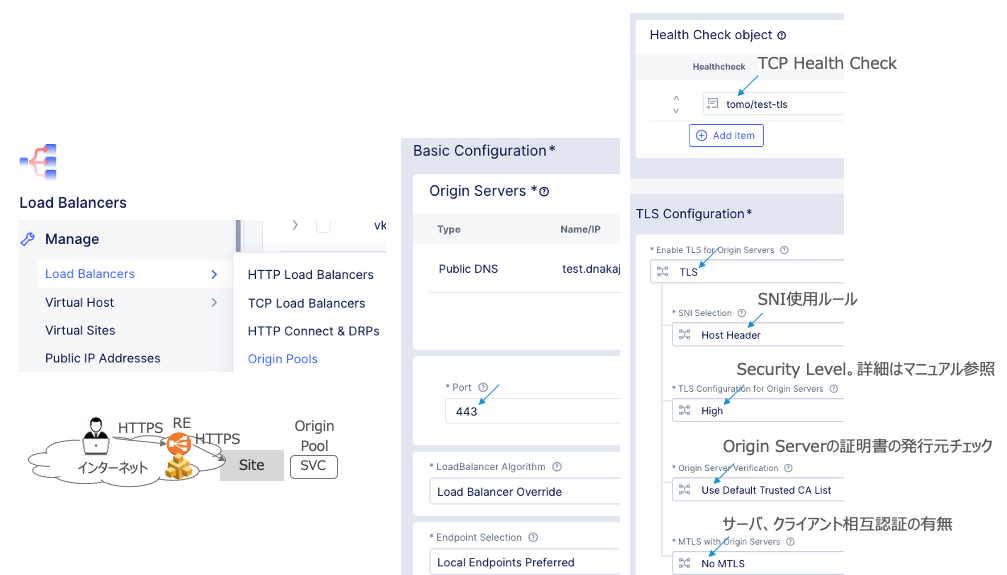 Load Balancers
Manage
Load Balancers
Virtual Host
Virtual Sites
Public IP Addresses
vk
HTTP Load Balancers
TCP Load Balancers
HTTP Connect & DRPs
Origin Pools
HTTPS
RE
HTTPS
インターネット
Site
Origin
Pool
SVC
Basic Configuration*
Origin Servers *
Type Name/IP
Public DNS test.dnakaj
* Port
443
* LoadBalancer Algorithm
Load Balancer Override
* Endpoint Selection
Local Endpoints Preferred
Health Check object
Healthcheck
TCP Health Check
tomo/test-tls
Add item
TLS Configuration*
* Enable TLS for Origin Servers
TLS
SNI使用ルール
* SNI Selection
Host Header
Security Level。詳細はマニュアル参照
* TLS Configuration for Origin Servers
High
Origin Serverの証明書の発行元チェック
* Origin Server Verification
Use Default Trusted CA List
サーバ、クライアント相互認証の有無
* MTLS with Origin Servers
No MTLS